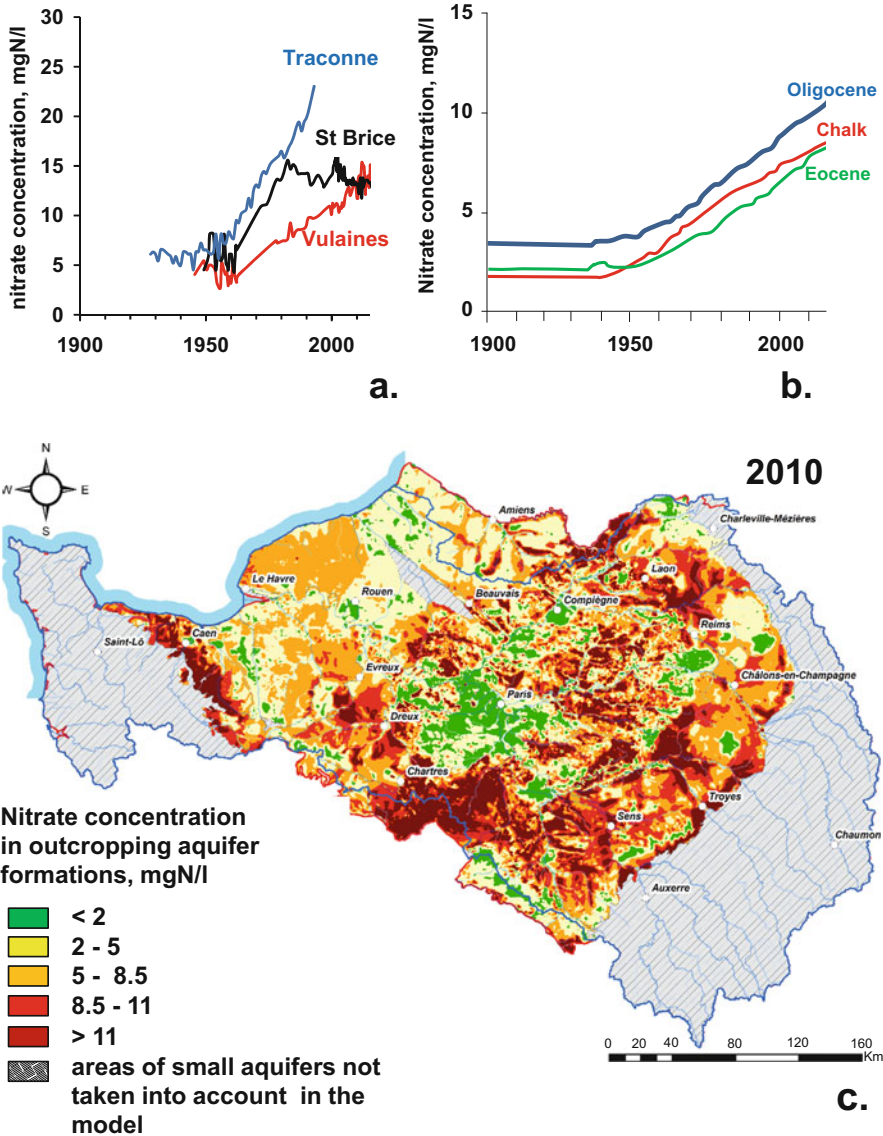 nitrate concentration, mgN/l
30
25
20
15
10
5
0
1900
1950
2000
Traconne
St Brice
Vulaines
a.
Nitrate concentration, mgN/l
15
10
5
0
1900
1950
2000
Oligocene
Chalk
Eocene
b.
2010
N
W
E
S
Amiens
Charleville-Mézières
Le Havre
Rouen
Beauvais
Compiègne
Laon
Saint-Lô
Caen
Evreux
Reims
Paris
Châlons-en-Champagne
Dreux
Chartres
Sens
Troyes
Chaumon
Auxerre
Nitrate concentration
in outcropping aquifer
formations, mgN/l
< 2
2 - 5
5 - 8.5
8.5 - 11
> 11
areas of small aquifers not
taken into account in the
model
0 20 40 80 120 160
Km
c.